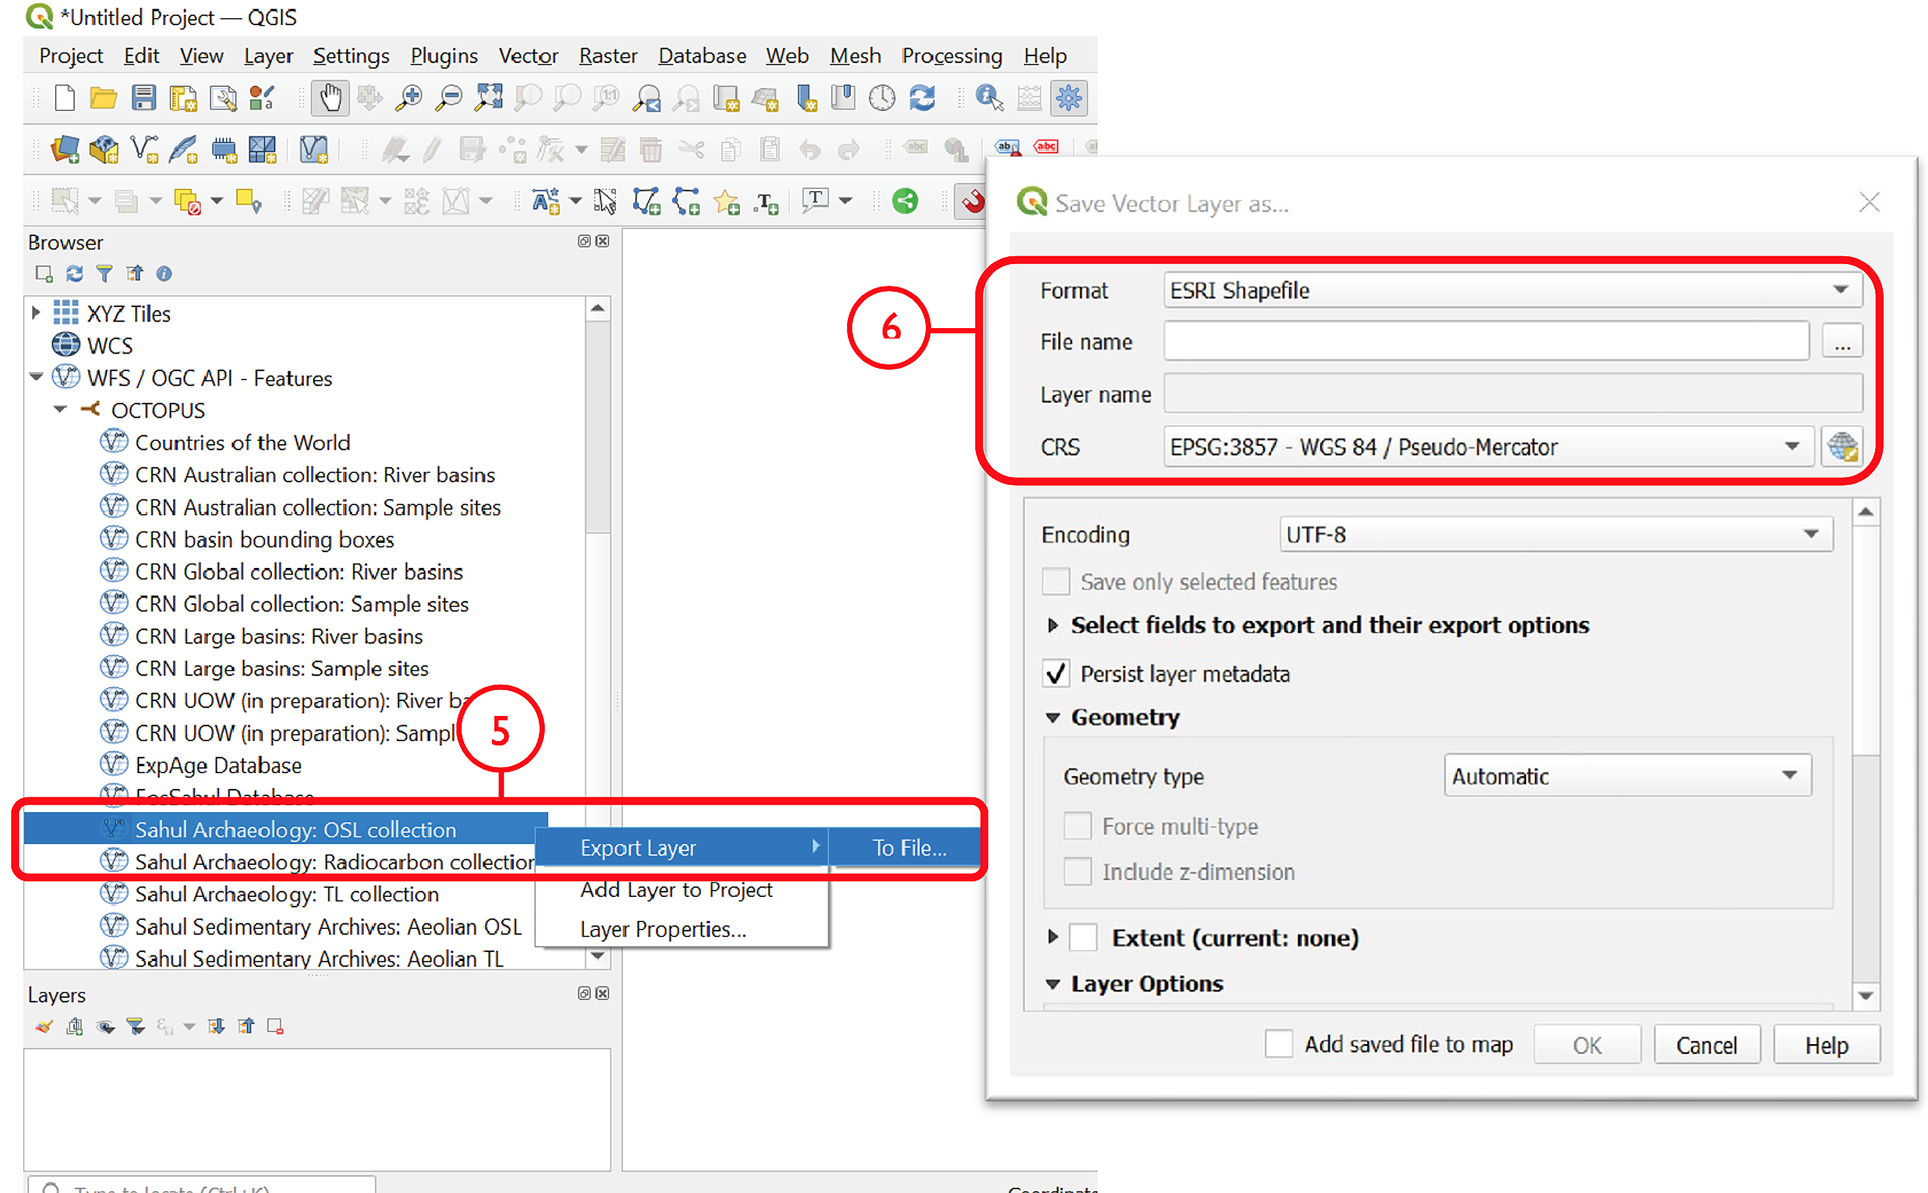 *Untitled Project — QGIS
Project Edit View Layer Settings Plugins Vector Raster Database Web Mesh Processing Help
Browser
XYZ Tiles
WCS
WFS / OGC API - Features
OCTOPUS
Countries of the World
CRN Australian collection: River basins
CRN Australian collection: Sample sites
CRN basin bounding boxes
CRN Global collection: River basins
CRN Global collection: Sample sites
CRN Large basins: River basins
CRN Large basins: Sample sites
CRN UOW (in preparation): River ba
CRN UOW (in preparation): Sampl
5
ExpAge Database
FosSahul Database
Sahul Archaeology: OSL collection
Sahul Archaeology: Radiocarbon collection
Sahul Archaeology: TL collection
Sahul Sedimentary Archives: Aeolian OSL
Sahul Sedimentary Archives: Aeolian TL
Export Layer
To File...
Add Layer to Project
Layer Properties...
Layers
Type to locate (Ctrl+K)
Coordinate
6
Save Vector Layer as...
Format ESRI Shapefile
File name ...
Layer name
CRS EPSG:3857 - WGS 84 / Pseudo-Mercator
Encoding UTF-8
Save only selected features
Select fields to export and their export options
Persist layer metadata
Geometry
Geometry type Automatic
Force multi-type
Include z-dimension
Extent (current: none)
Layer Options
Add saved file to map OK Cancel Help